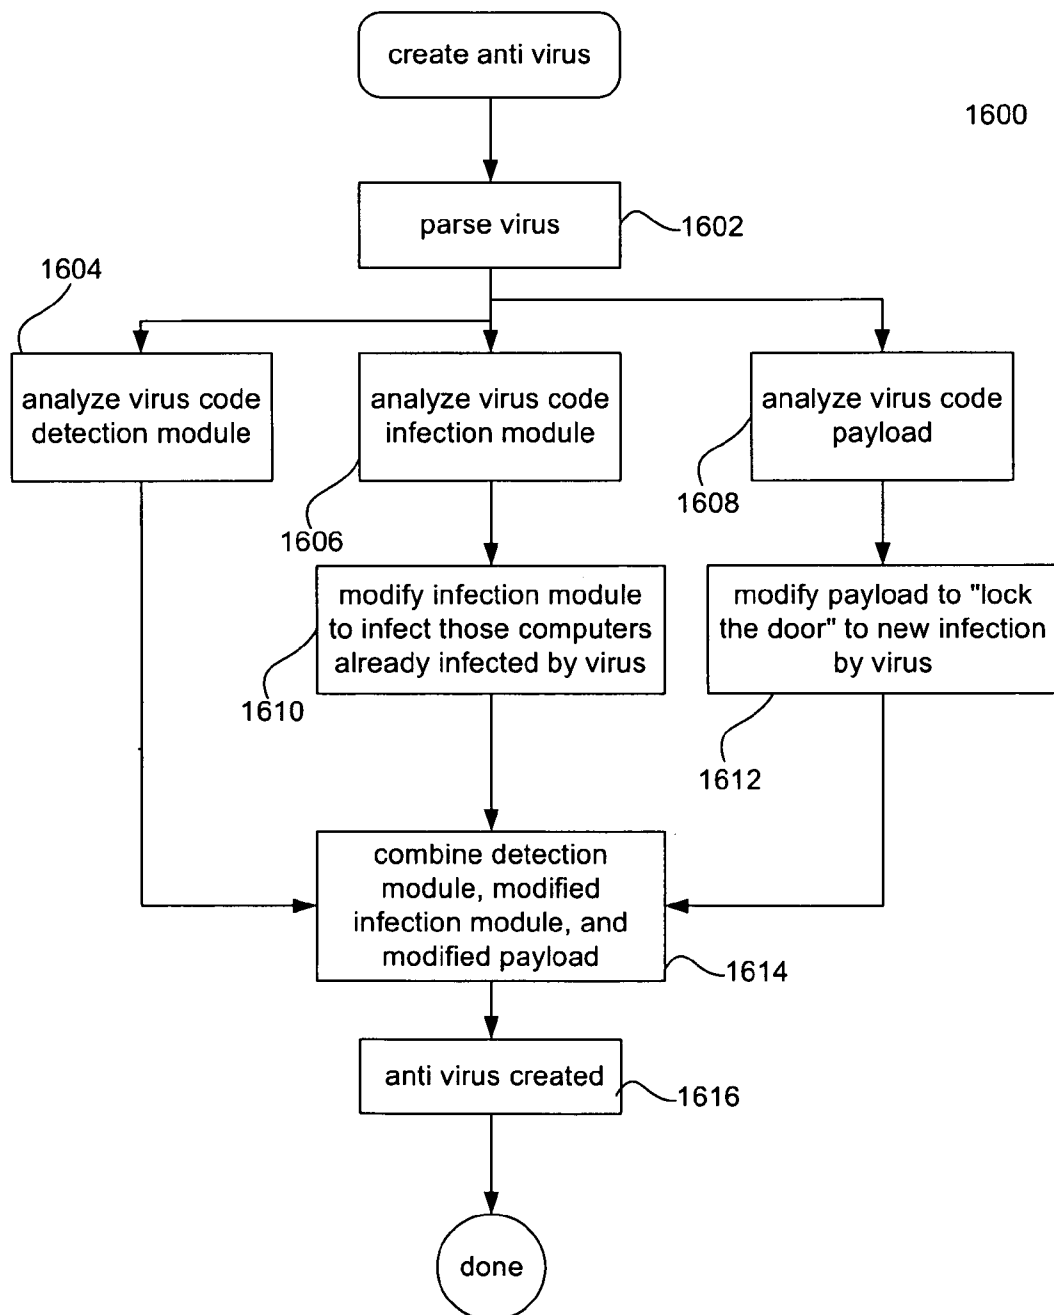 create anti virus
1600
parse virus
1602
1604
analyze virus code
detection module
analyze virus code
infection module
analyze virus code
payload
1606
1608
modify infection module
to infect those computers
already infected by virus
modify payload to "lock
the door" to new infection
by virus
1610
1612
combine detection
module, modified
infection module, and
modified payload
1614
anti virus created
1616
done